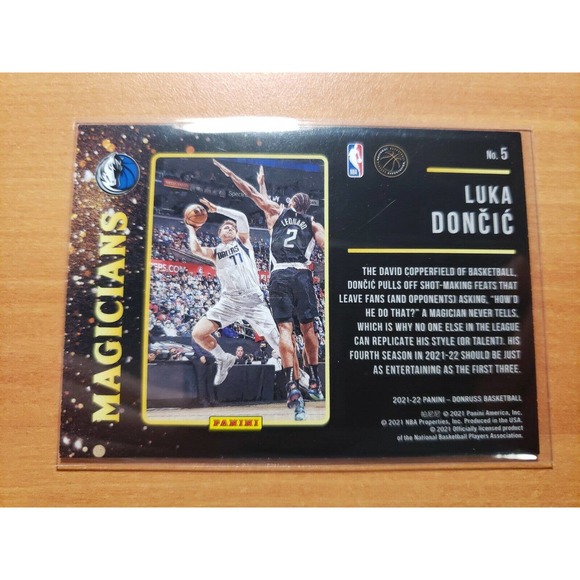 No. 5
LUKA
DONČIĆ
MAGICIANS
DALLAS
77
LEONARD
2
PANINI
THE DAVID COPPERFIELD OF BASKETBALL,
DONČIĆ PULLS OFF SHOT-MAKING FEATS THAT
LEAVE FANS (AND OPPONENTS) ASKING, "HOW'D
HE DO THAT?" A MAGICIAN NEVER TELLS,
WHICH IS WHY NO ONE ELSE IN THE LEAGUE
CAN REPLICATE HIS STYLE (OR TALENT). HIS
FOURTH SEASON IN 2021-22 SHOULD BE JUST
AS ENTERTAINING AS THE FIRST THREE.
2021-22 PANINI – DONRUSS BASKETBALL
© 2021 Panini America, Inc.
© 2021 NBA Properties, Inc. Produced in the USA.
© 2021 Officially licensed product
of the National Basketball Players Association.